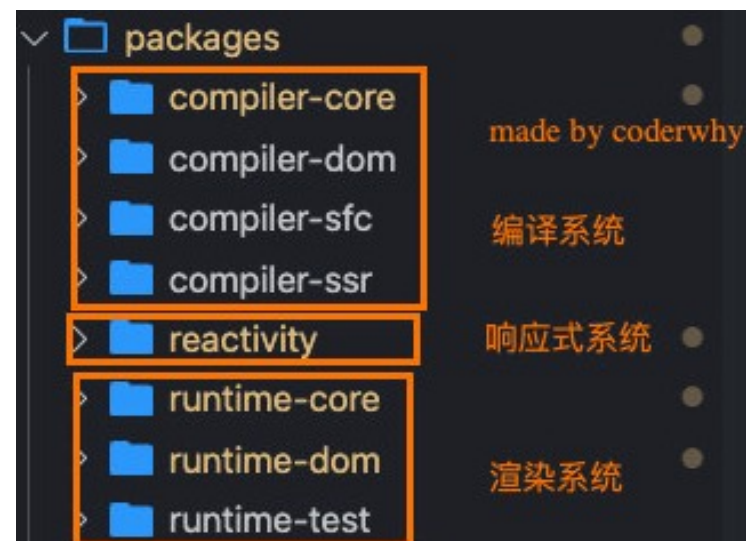 packages
compiler-core
made by coderwhy
compiler-dom
compiler-sfc
编译系统
compiler-ssr
reactivity
响应式系统
runtime-core
runtime-dom
渲染系统
runtime-test